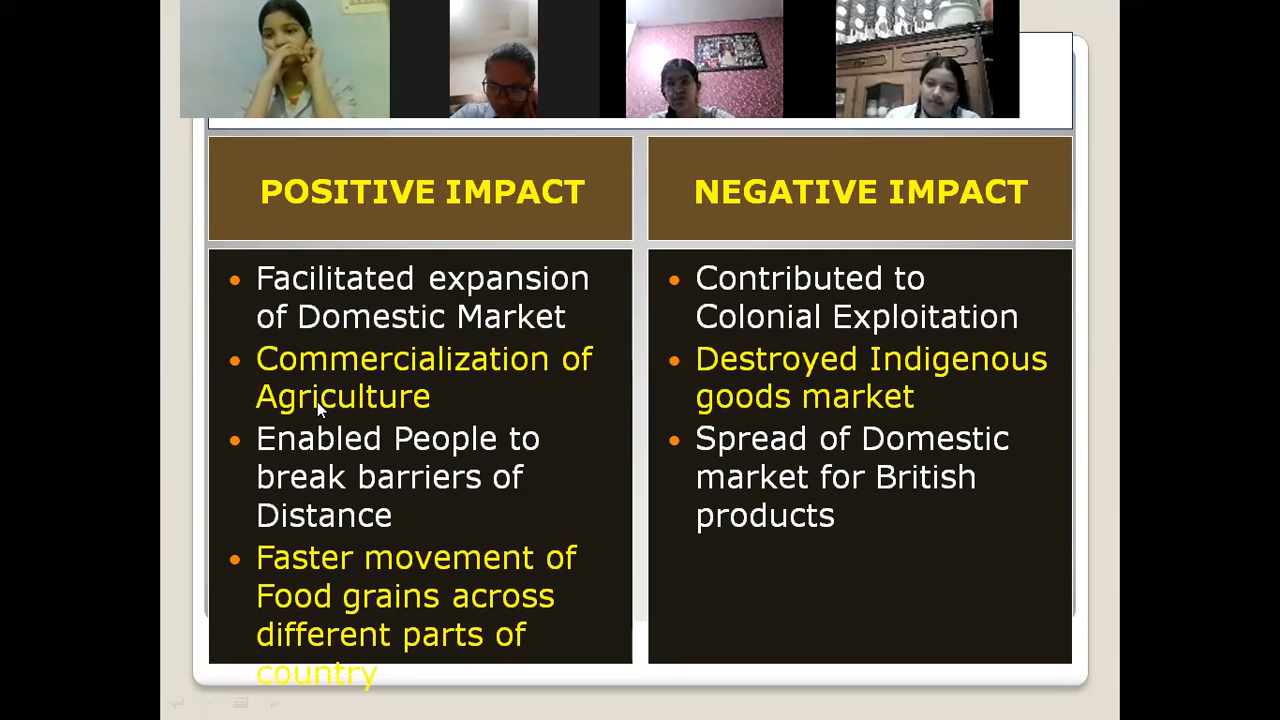 POSITIVE IMPACT
NEGATIVE IMPACT
Facilitated expansion
of Domestic Market
Commercialization of
Agriculture
Enabled People to
break barriers of
Distance
Faster movement of
Food grains across
different parts of
country
Contributed to
Colonial Exploitation
Destroyed Indigenous
goods market
Spread of Domestic
market for British
products